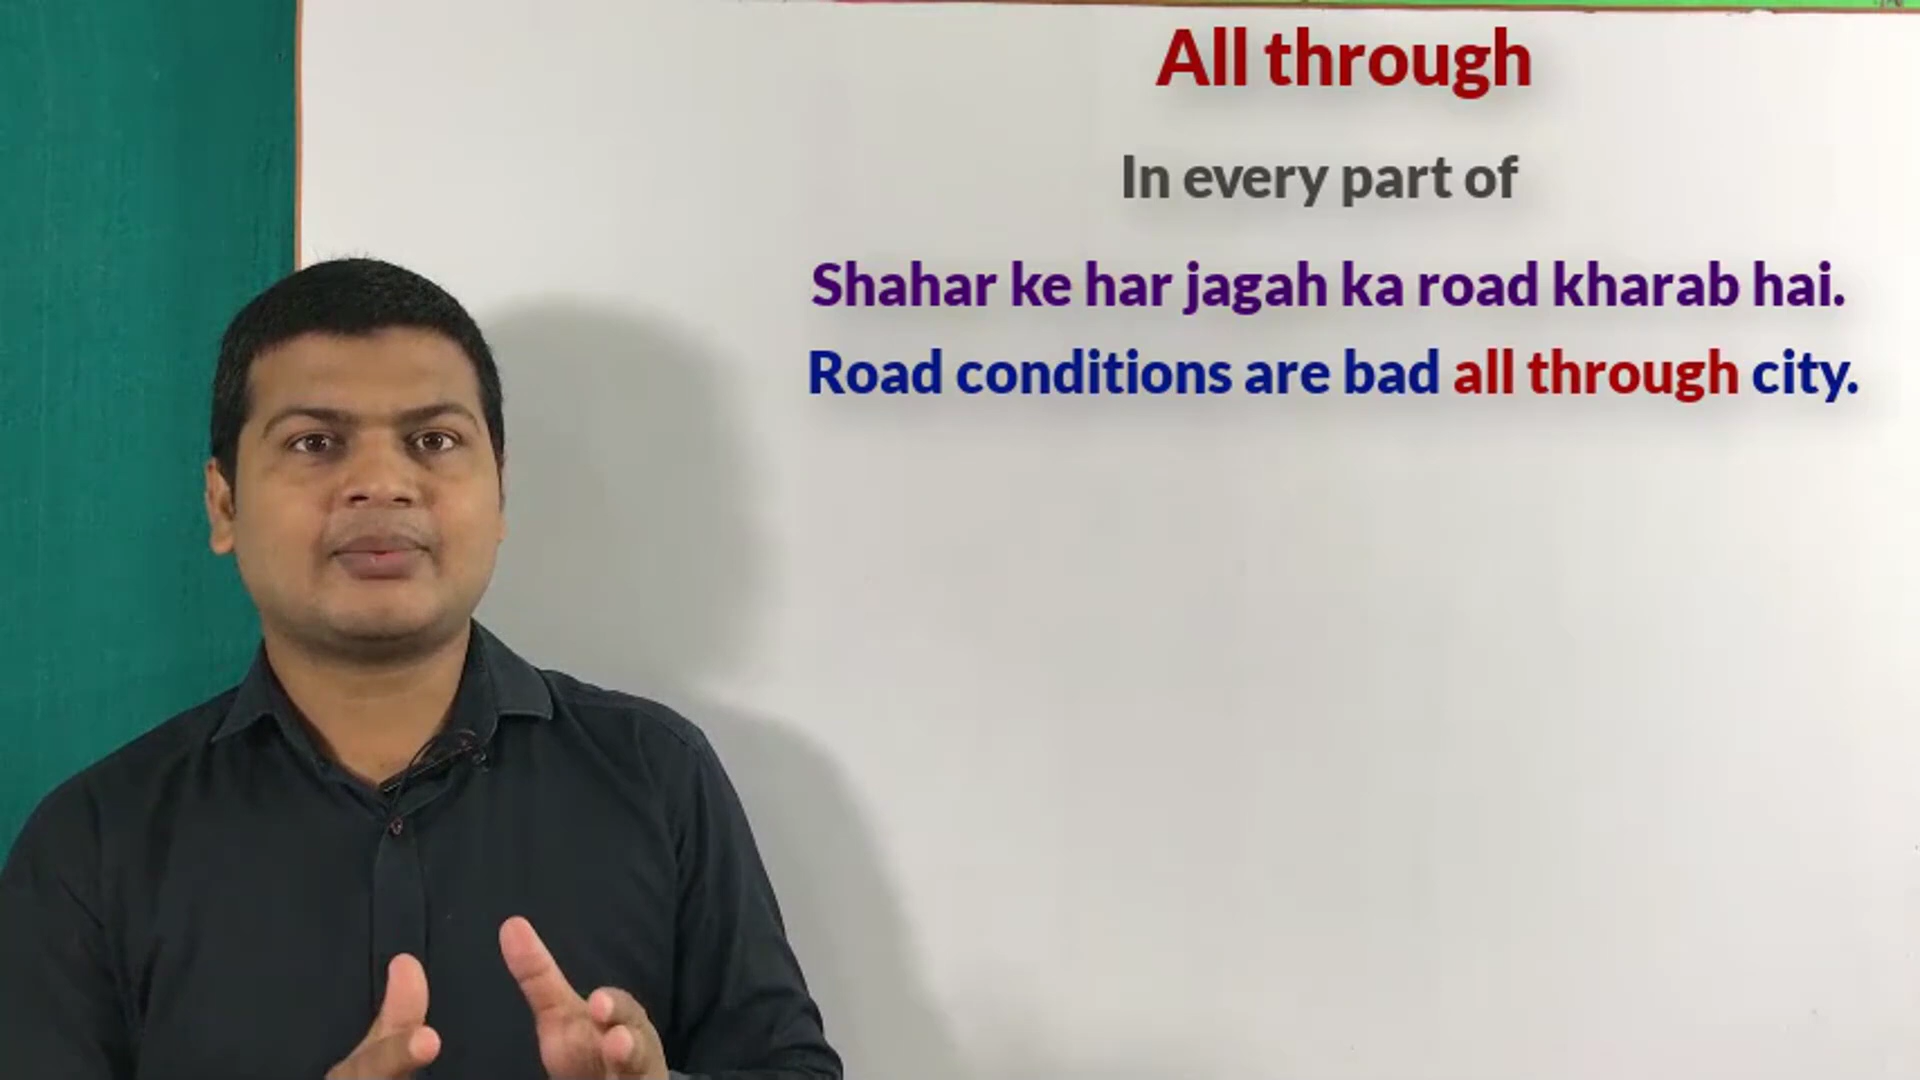 All through
In every part of
Shahar ke har jagah ka road kharab hai.
Road conditions are bad all through city.